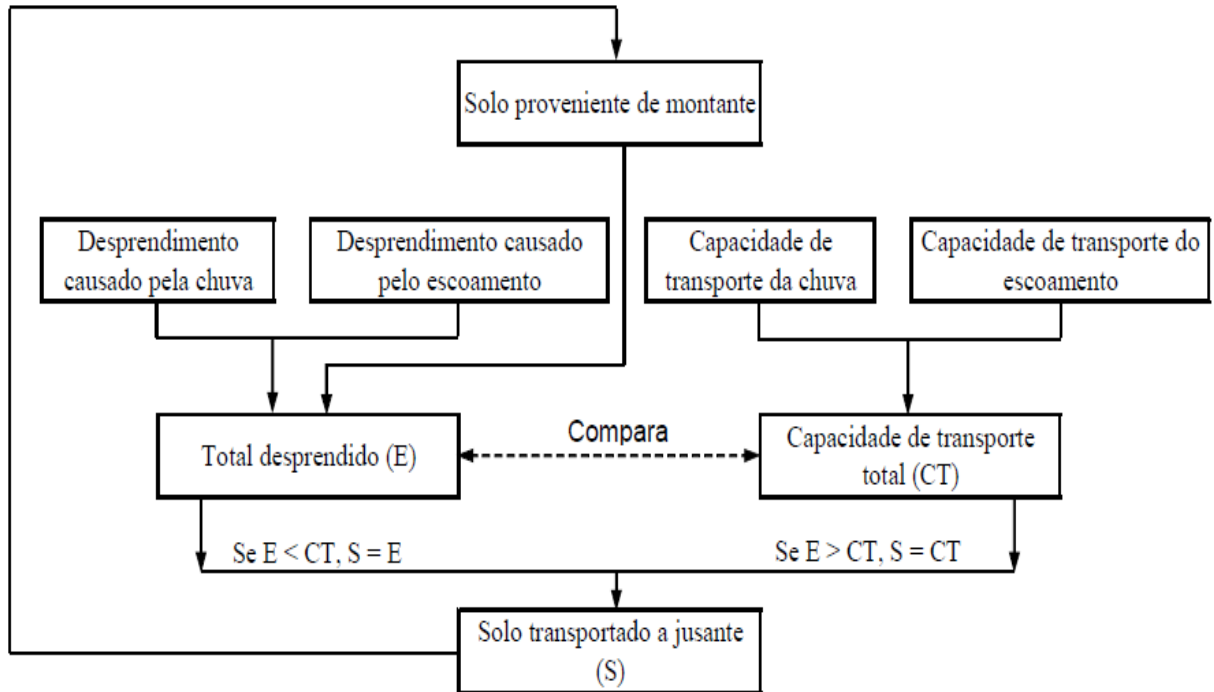 Solo proveniente de montante
Desprendimento
causado pela chuva
Desprendimento causado
pelo escoamento
Capacidade de
transporte da chuva
Capacidade de transporte do
escoamento
Total desprendido (E)
Compara
Capacidade de transporte
total (CT)
Se E < CT, S = E
Se E > CT, S = CT
Solo transportado a jusante
(S)